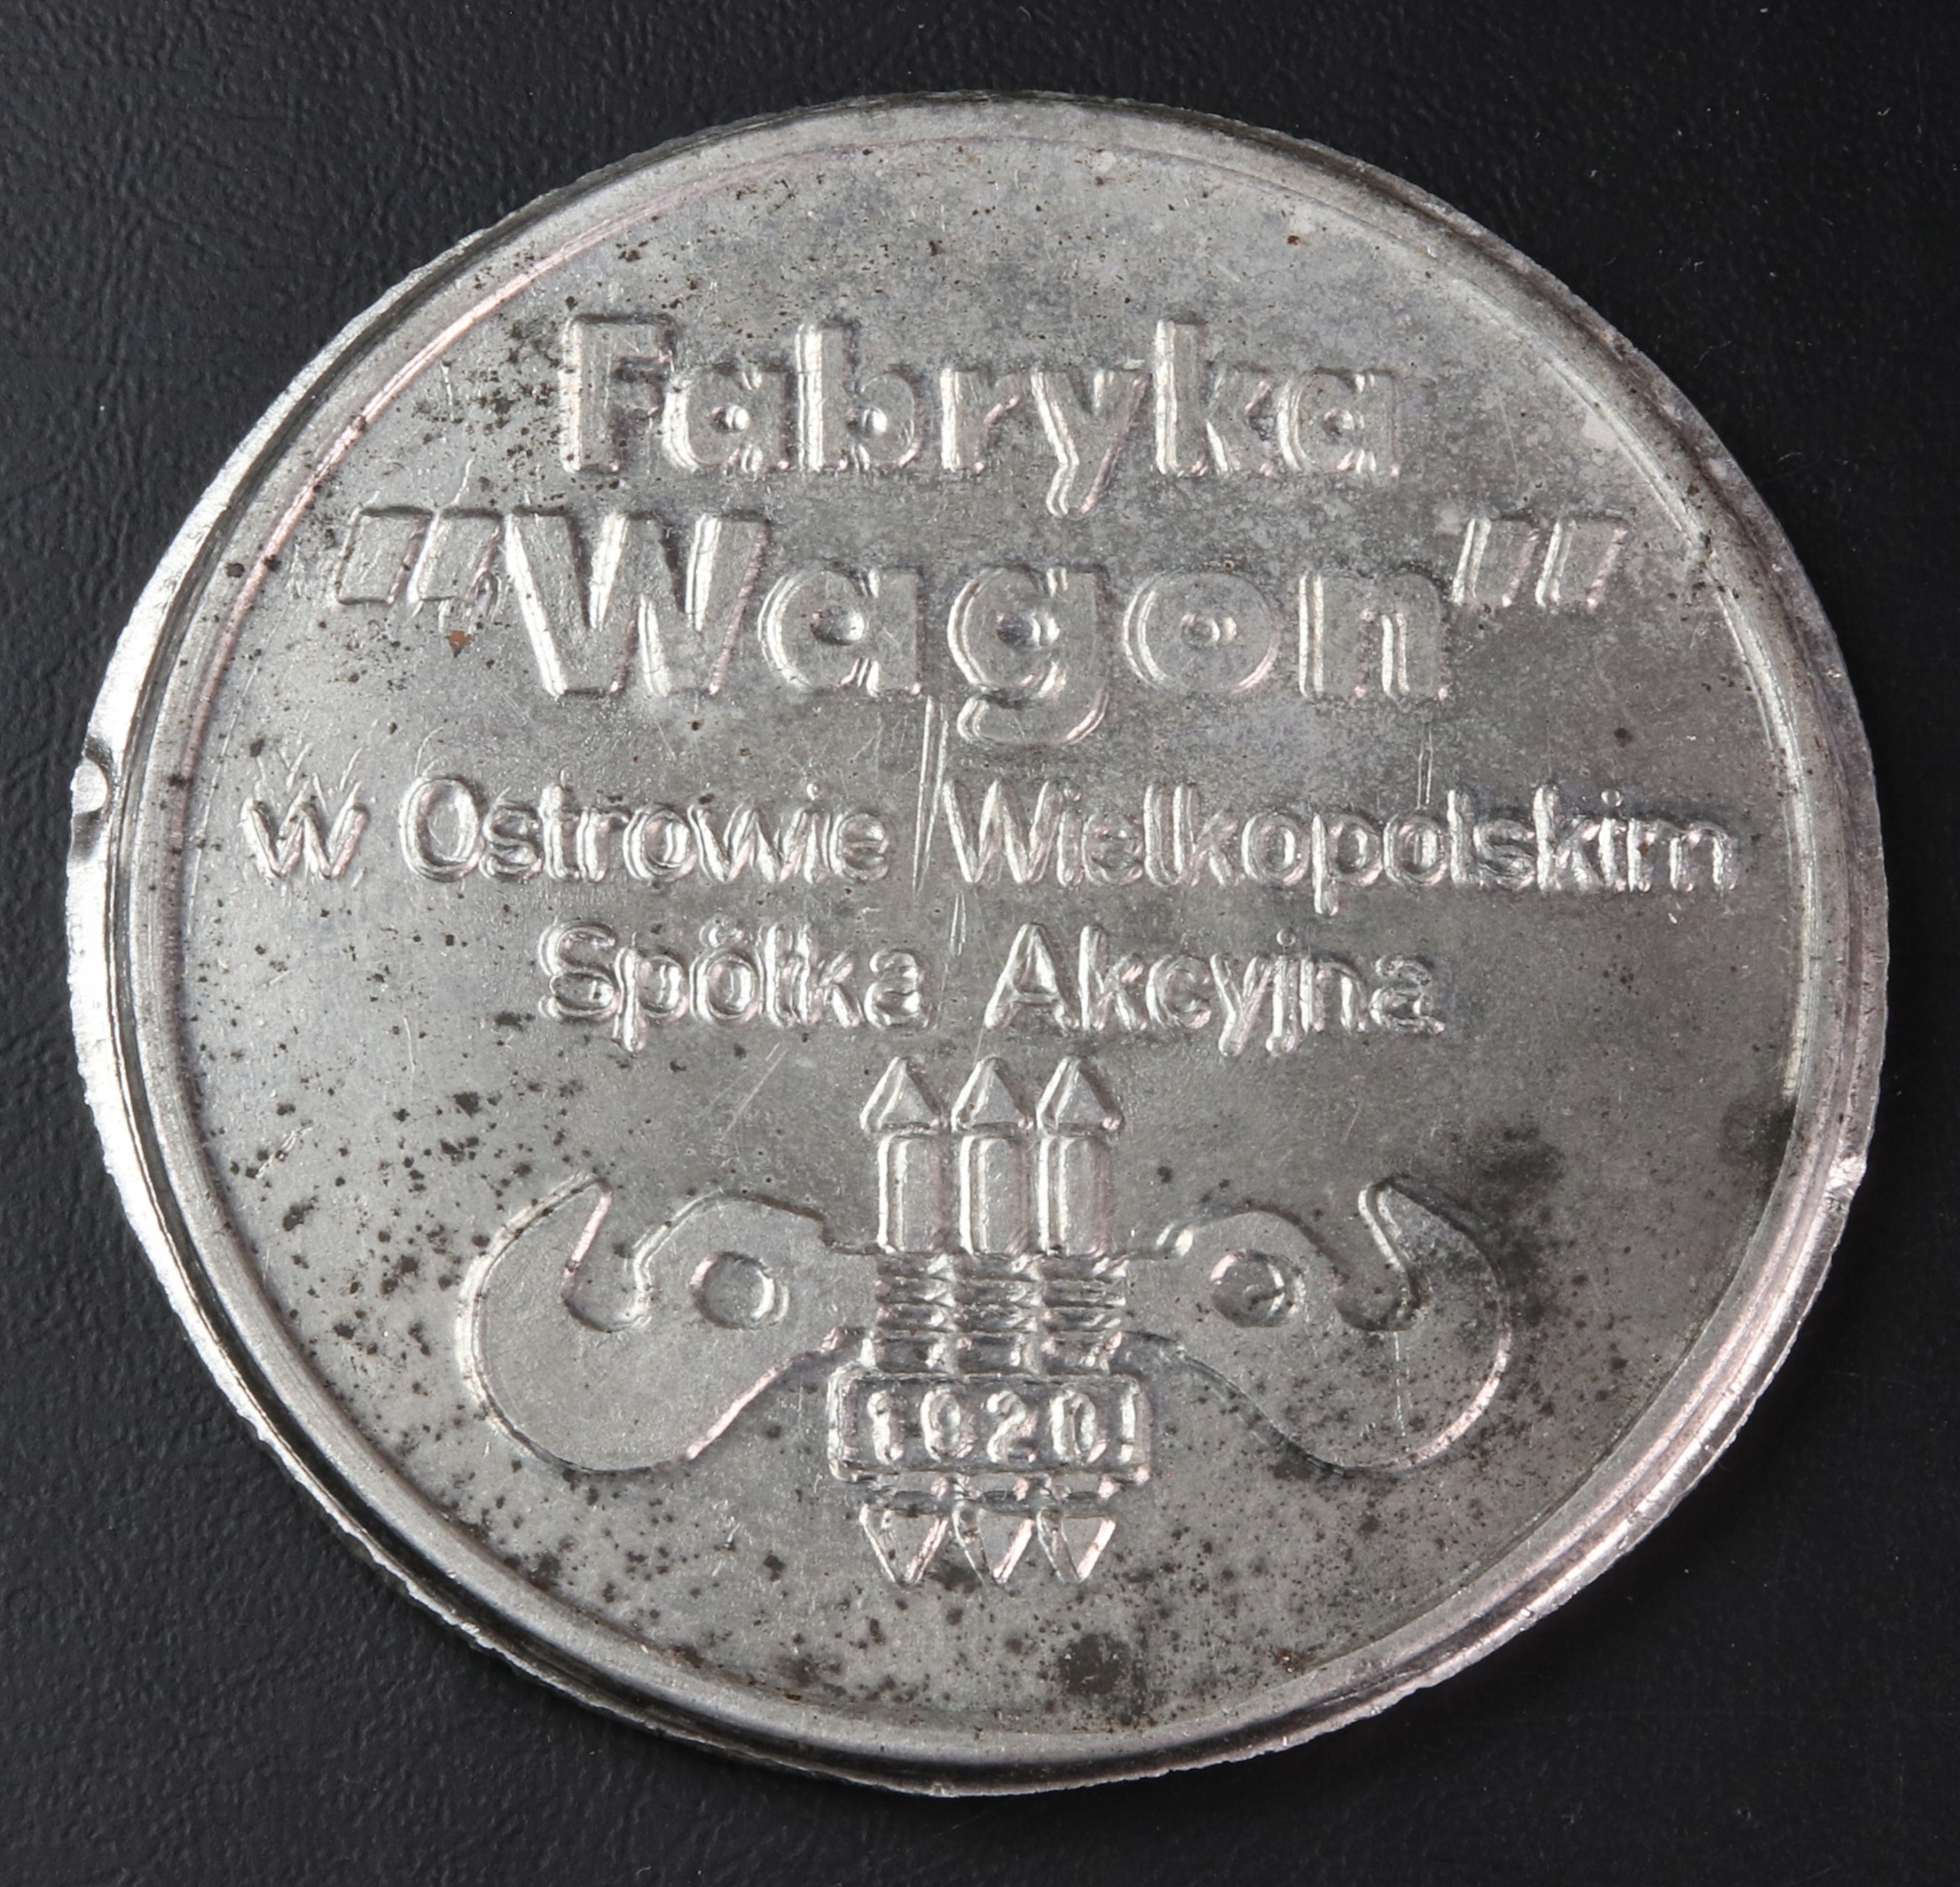 Fabryka
"Wagon"
w Ostrowie Wielkopolskim
Spółka Akcyjna
1920